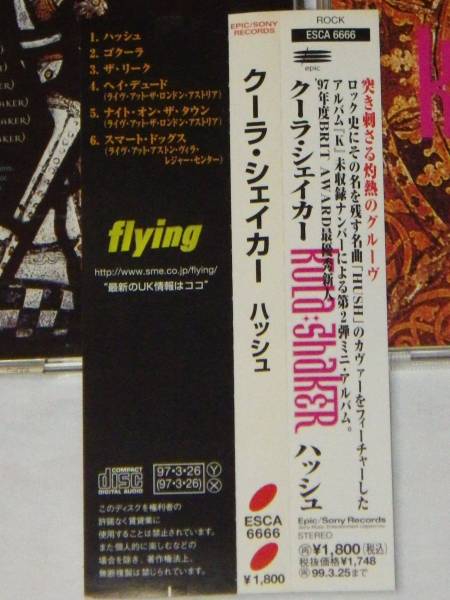 1. ハッシュ
2. ゴクーラ
3. ザ・リーク
4. ヘイ・デュード
(ライヴ・アット・ザ・ロンドン・アストリア)
5. ナイト・オン・ザ・タウン
(ライヴ・アット・ザ・ロンドン・アストリア)
6. スマート・ドッグス
(ライヴ・アット・アストン・ヴィラ・
レジャー・センター)
flying
http://www.sme.co.jp/flying/
"最新のUK情報はココ"
COMPACT
disc
DIGITAL AUDIO
97・3・26 Y
(97・3・26) X
このディスクを権利者の
許諾なく賃貸業に
使用することは禁止されています。
また個人的に楽しむなどの
場合を除き、著作権法上、
無断複製は禁じられています。
EPIC/SONY
RECORDS
クーラ・シェイカー ハッシュ
ESCA
6666
¥1,800
ROCK
ESCA 6666
epic
突き刺さる灼熱のグルーヴ
ロック史にその名を残す名曲「HUSH」のカヴァーをフィーチャーした
アルバム『K』未収録ナンバーによる第2弾ミニ・アルバム。
'97年度BRIT AWARD最優秀新人
クーラ・シェイカー
KULA:SHAKER
ハッシュ
Epic/Sony Records
STEREO
再¥1,800(税込)
税抜価格¥1,748
再99.3.25まで